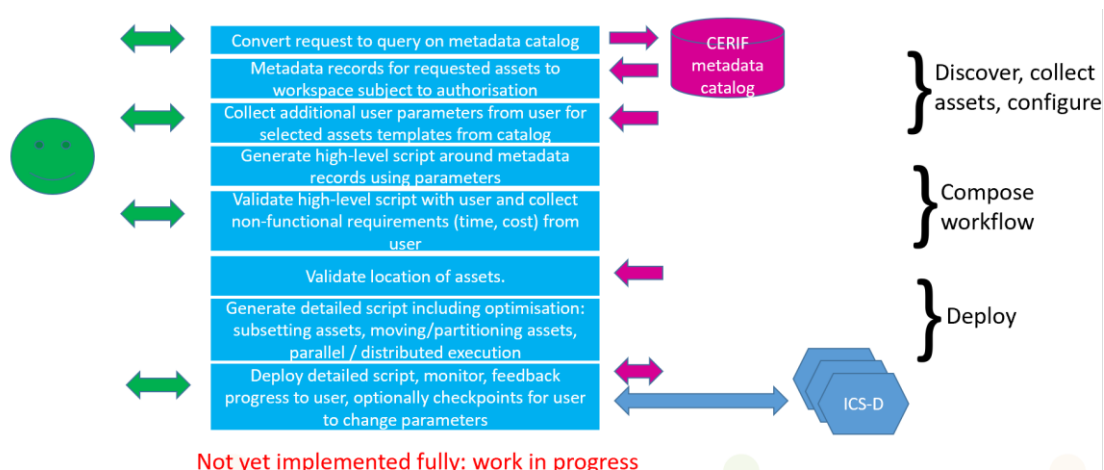 Convert request to query on metadata catalog
Metadata records for requested assets to
workspace subject to authorisation
Collect additional user parameters from user for
selected assets templates from catalog
Generate high-level script around metadata
records using parameters
Validate high-level script with user and collect
non-functional requirements (time, cost) from
user
Validate location of assets.
Generate detailed script including optimisation:
subsetting assets, moving/partitioning assets,
parallel / distributed execution
Deploy detailed script, monitor, feedback
progress to user, optionally checkpoints for user
to change parameters
CERIF
metadata
catalog
Discover, collect
assets, configure
Compose
workflow
Deploy
ICS-D
Not yet implemented fully: work in progress